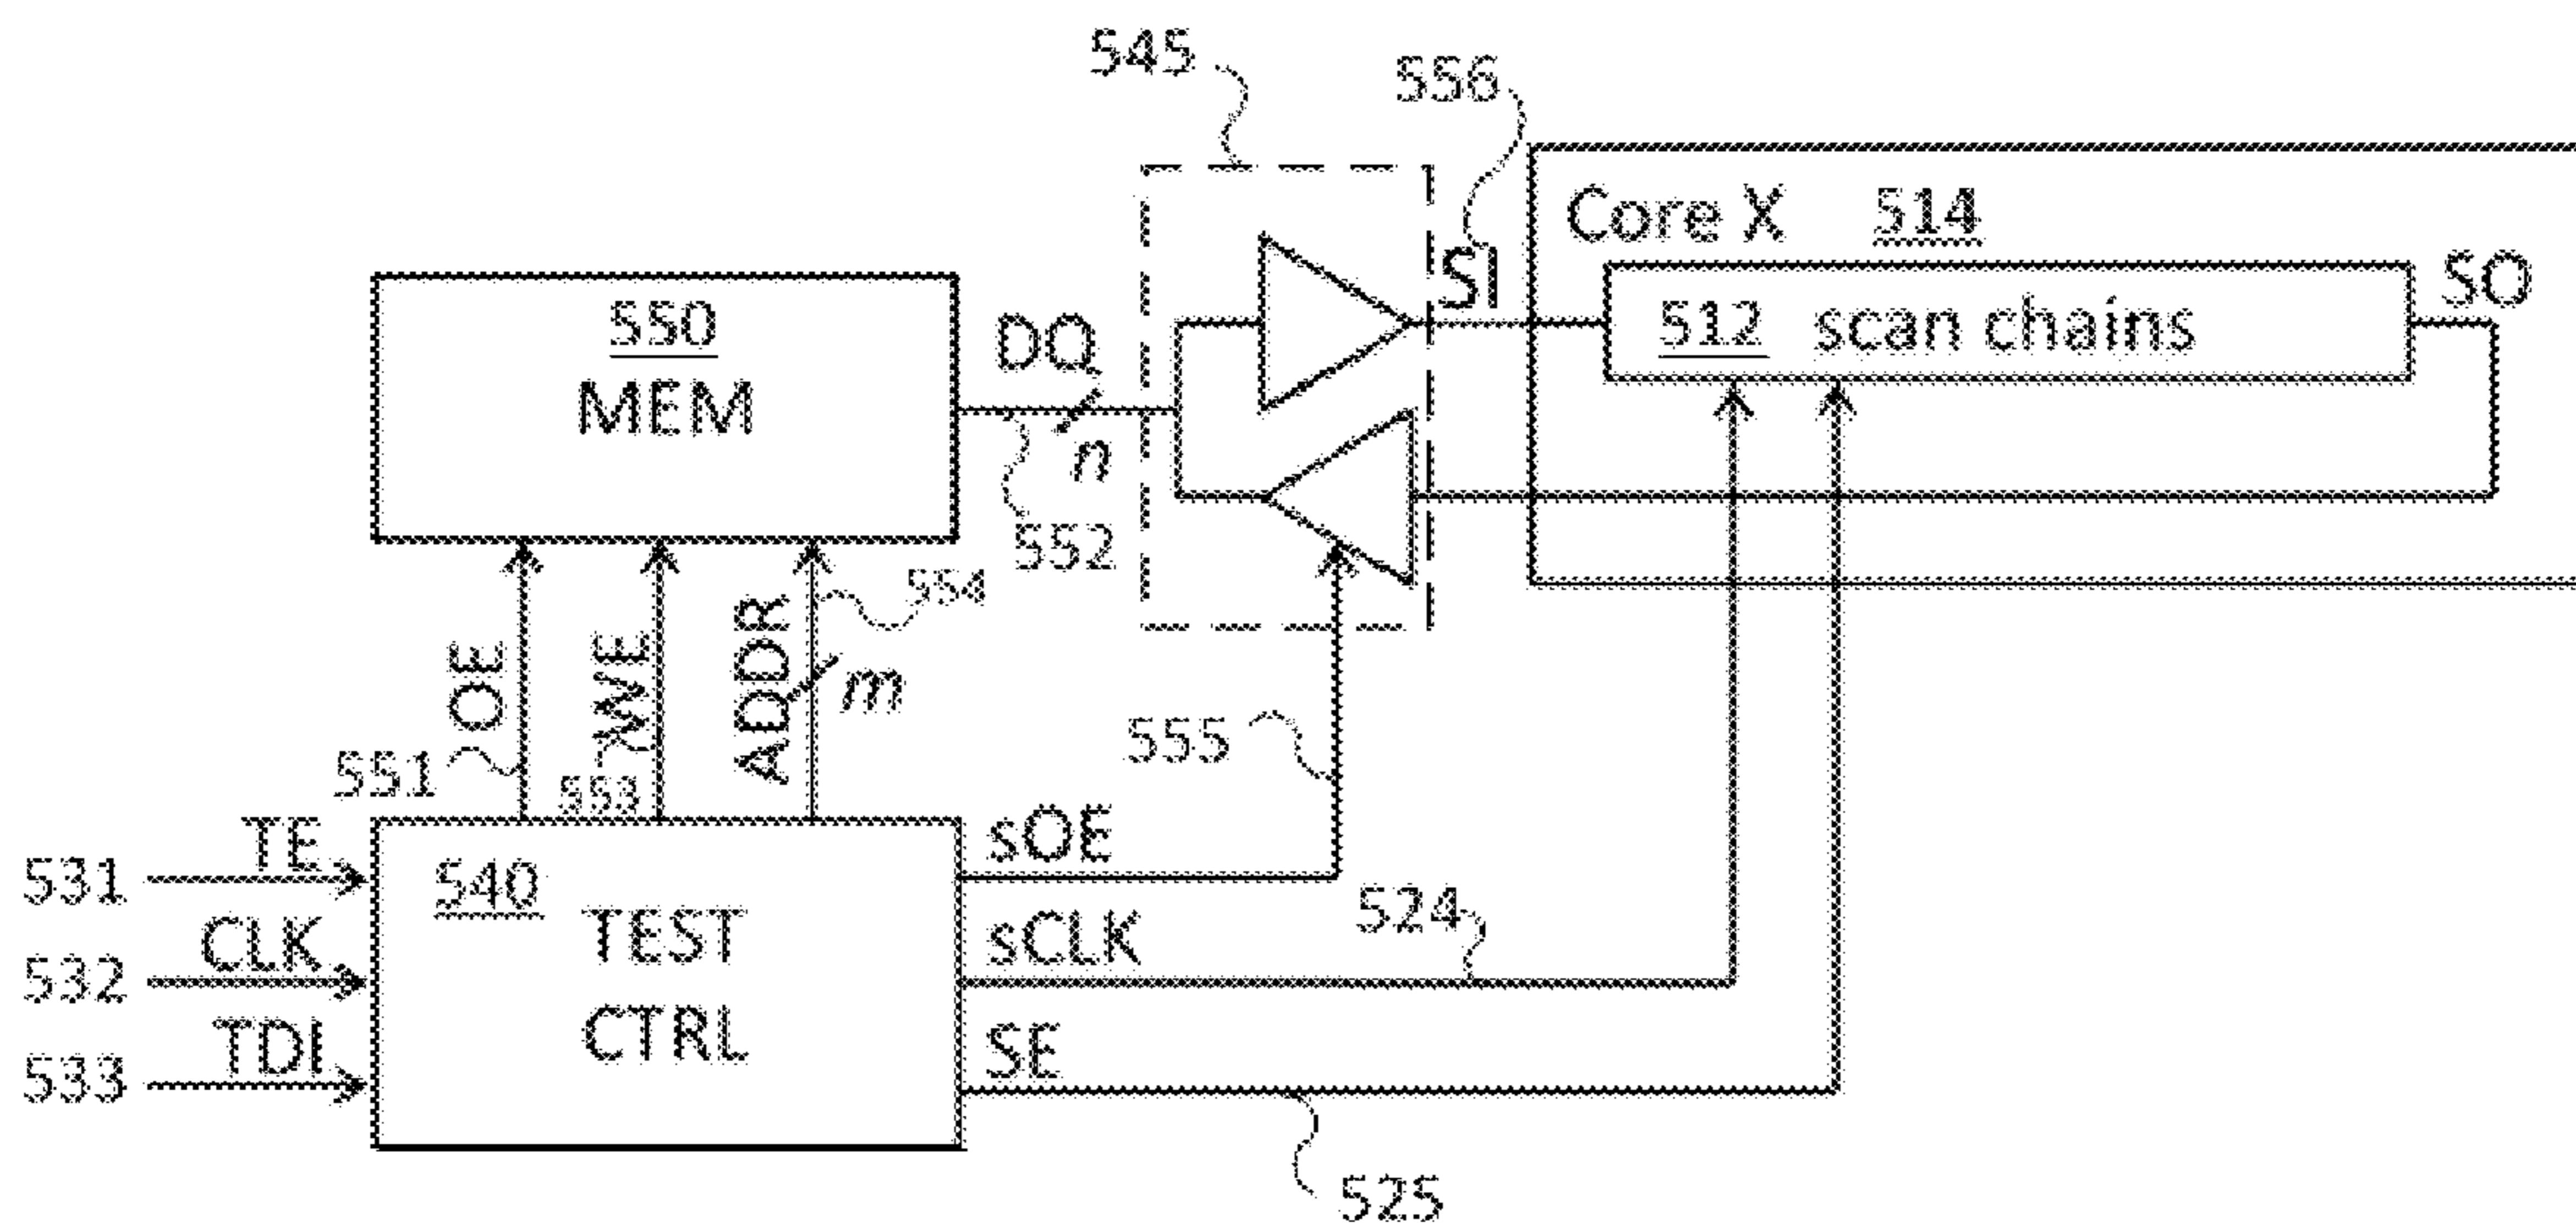 545
556
Core X 514
SI
SO
550
MEM
DQ
512 scan chains
n
552
554
OE
WE
ADDR
m
551
553
555
TE
531
sOE
540
TEST
CTRL
CLK
532
sCLK
524
TDI
533
SE
525